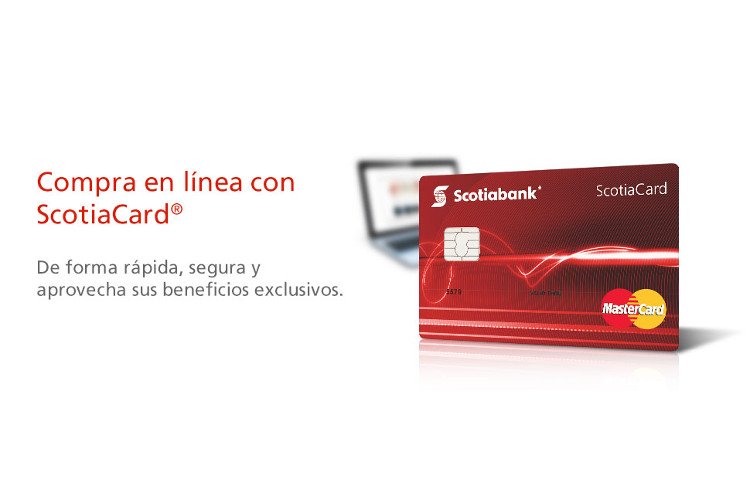 Compra en línea con
ScotiaCard®
De forma rápida, segura y
aprovecha sus beneficios exclusivos.
Scotiabank®
ScotiaCard
MasterCard